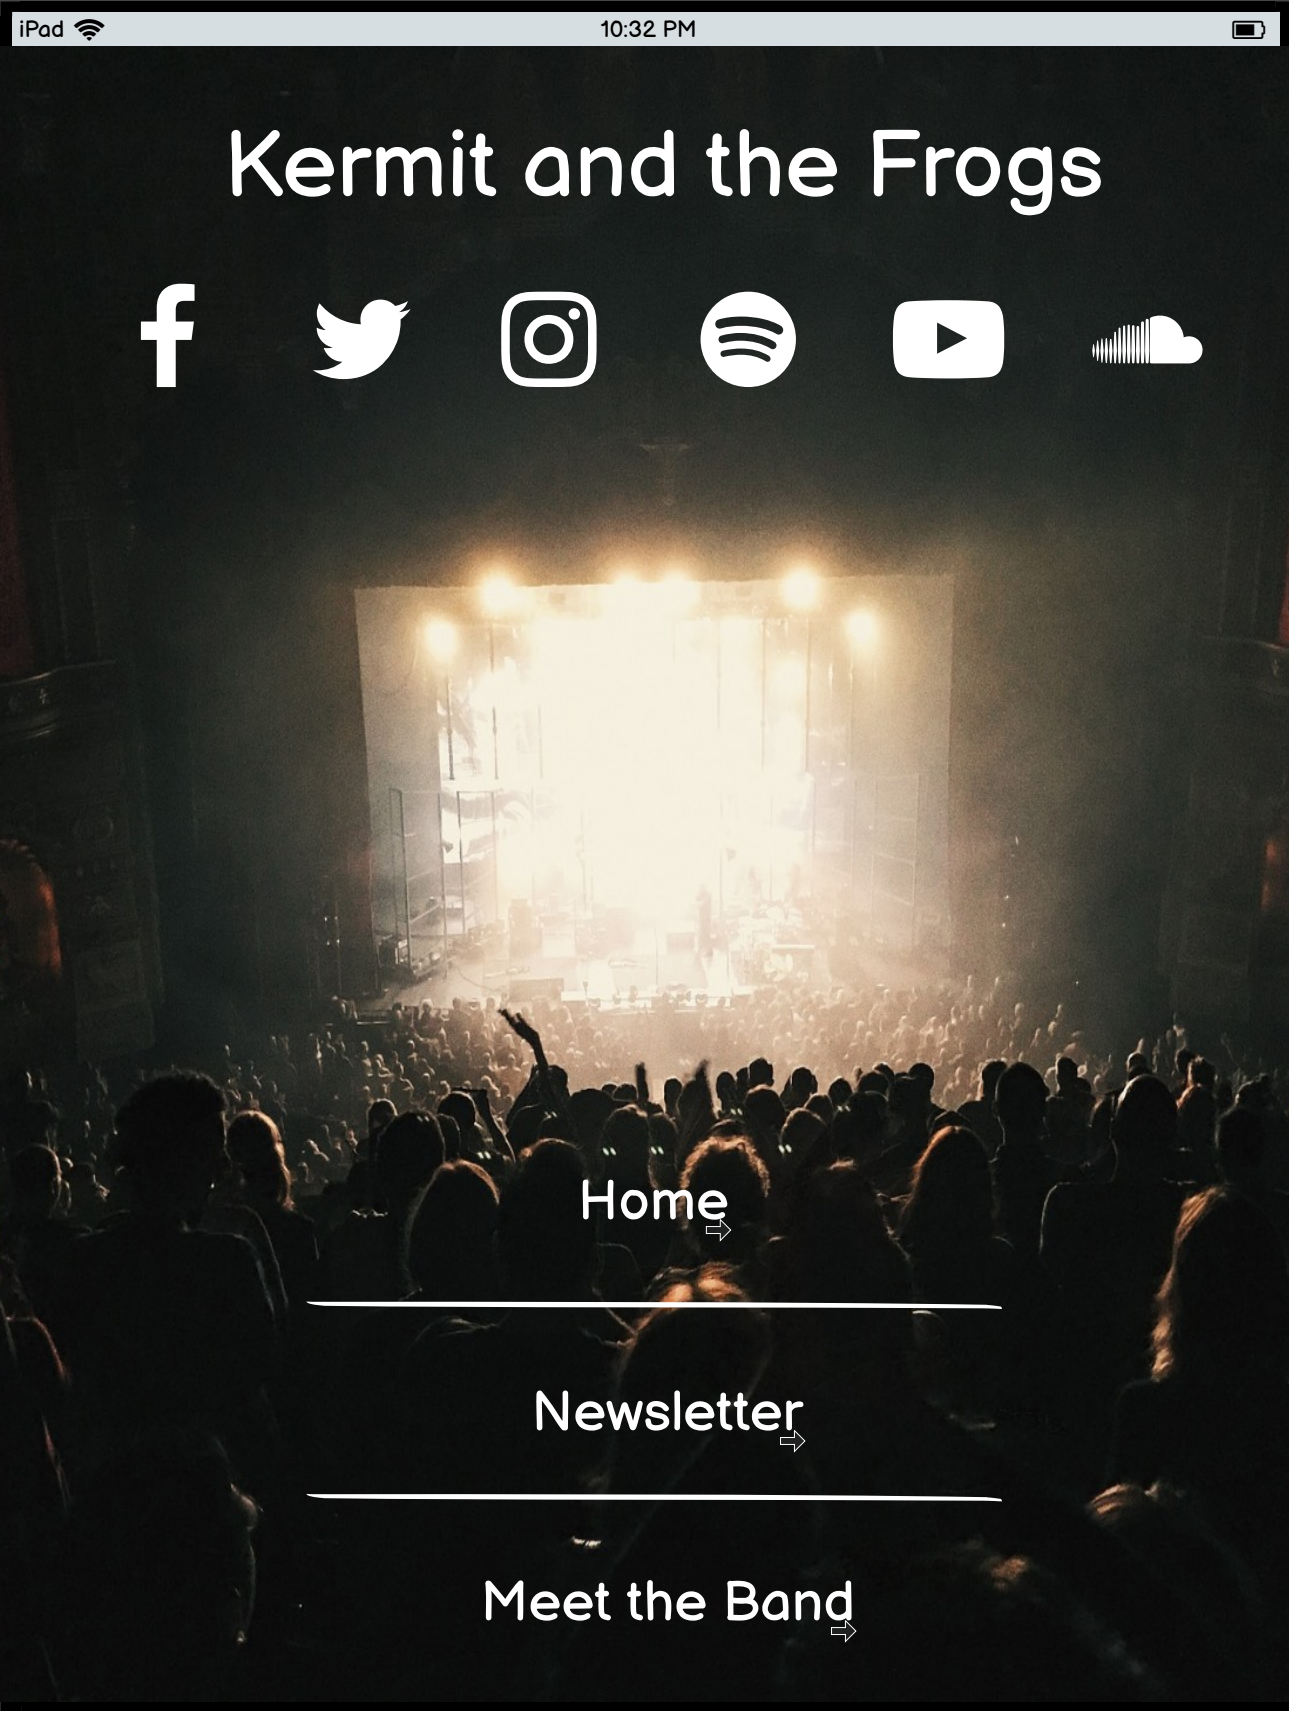 iPad 10:32 PM
Kermit and the Frogs
Home
Newsletter
Meet the Band